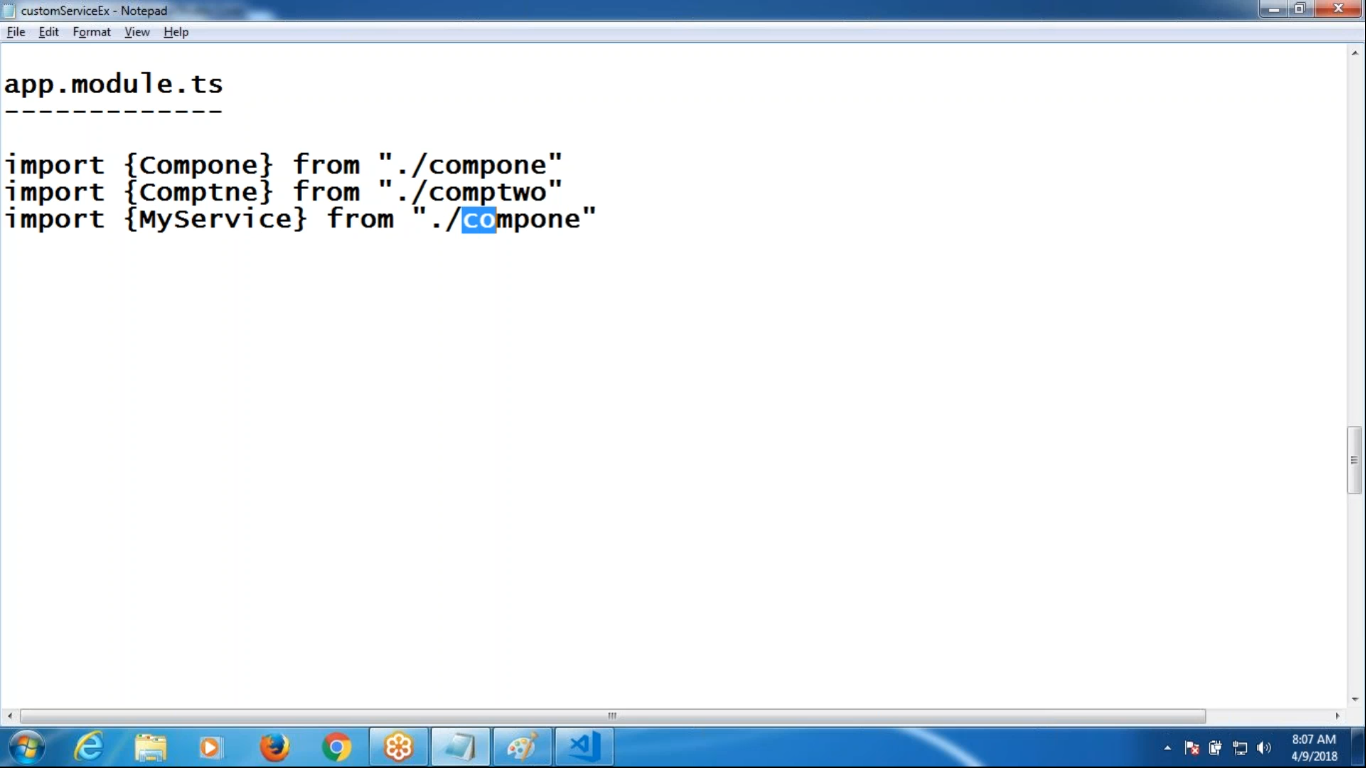 customServiceEx - Notepad
File Edit Format View Help
app.module.ts
-------------
import {Compone} from "./compone"
import {Comptne} from "./comptwo"
import {MyService} from "./compone"
8:07 AM
4/9/2018